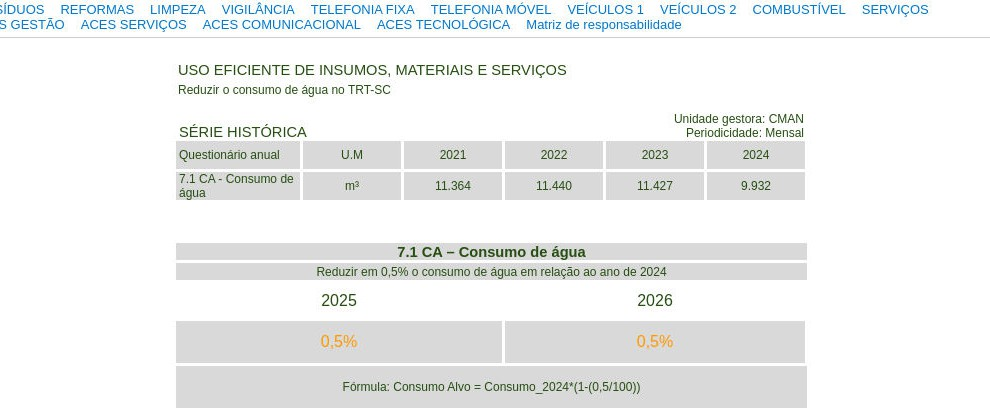 SÍDUOS REFORMAS LIMPEZA VIGILÂNCIA TELEFONIA FIXA TELEFONIA MÓVEL VEÍCULOS 1 VEÍCULOS 2 COMBUSTÍVEL SERVIÇOS
S GESTÃO ACES SERVIÇOS ACES COMUNICACIONAL ACES TECNOLÓGICA Matriz de responsabilidade
USO EFICIENTE DE INSUMOS, MATERIAIS E SERVIÇOS
Reduzir o consumo de água no TRT-SC
Unidade gestora: CMAN
SÉRIE HISTÓRICA Periodicidade: Mensal
Questionário anual U.M 2021 2022 2023 2024
7.1 CA - Consumo de
água m³ 11.364 11.440 11.427 9.932
7.1 CA – Consumo de água
Reduzir em 0,5% o consumo de água em relação ao ano de 2024
2025 2026
0,5% 0,5%
Fórmula: Consumo Alvo = Consumo_2024*(1-(0,5/100))